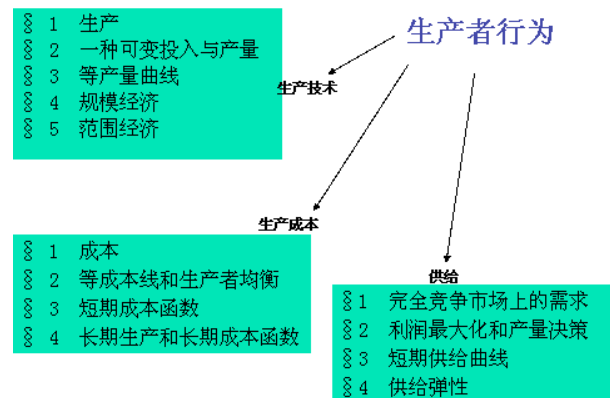 生产者行为
§ 1 生产
§ 2 一种可变投入与产量
§ 3 等产量曲线
§ 4 规模经济
§ 5 范围经济
生产技术
生产成本
§ 1 成本
§ 2 等成本线和生产者均衡
§ 3 短期成本函数
§ 4 长期生产和长期成本函数
供给
§1 完全竞争市场上的需求
§2 利润最大化和产量决策
§3 短期供给曲线
§4 供给弹性